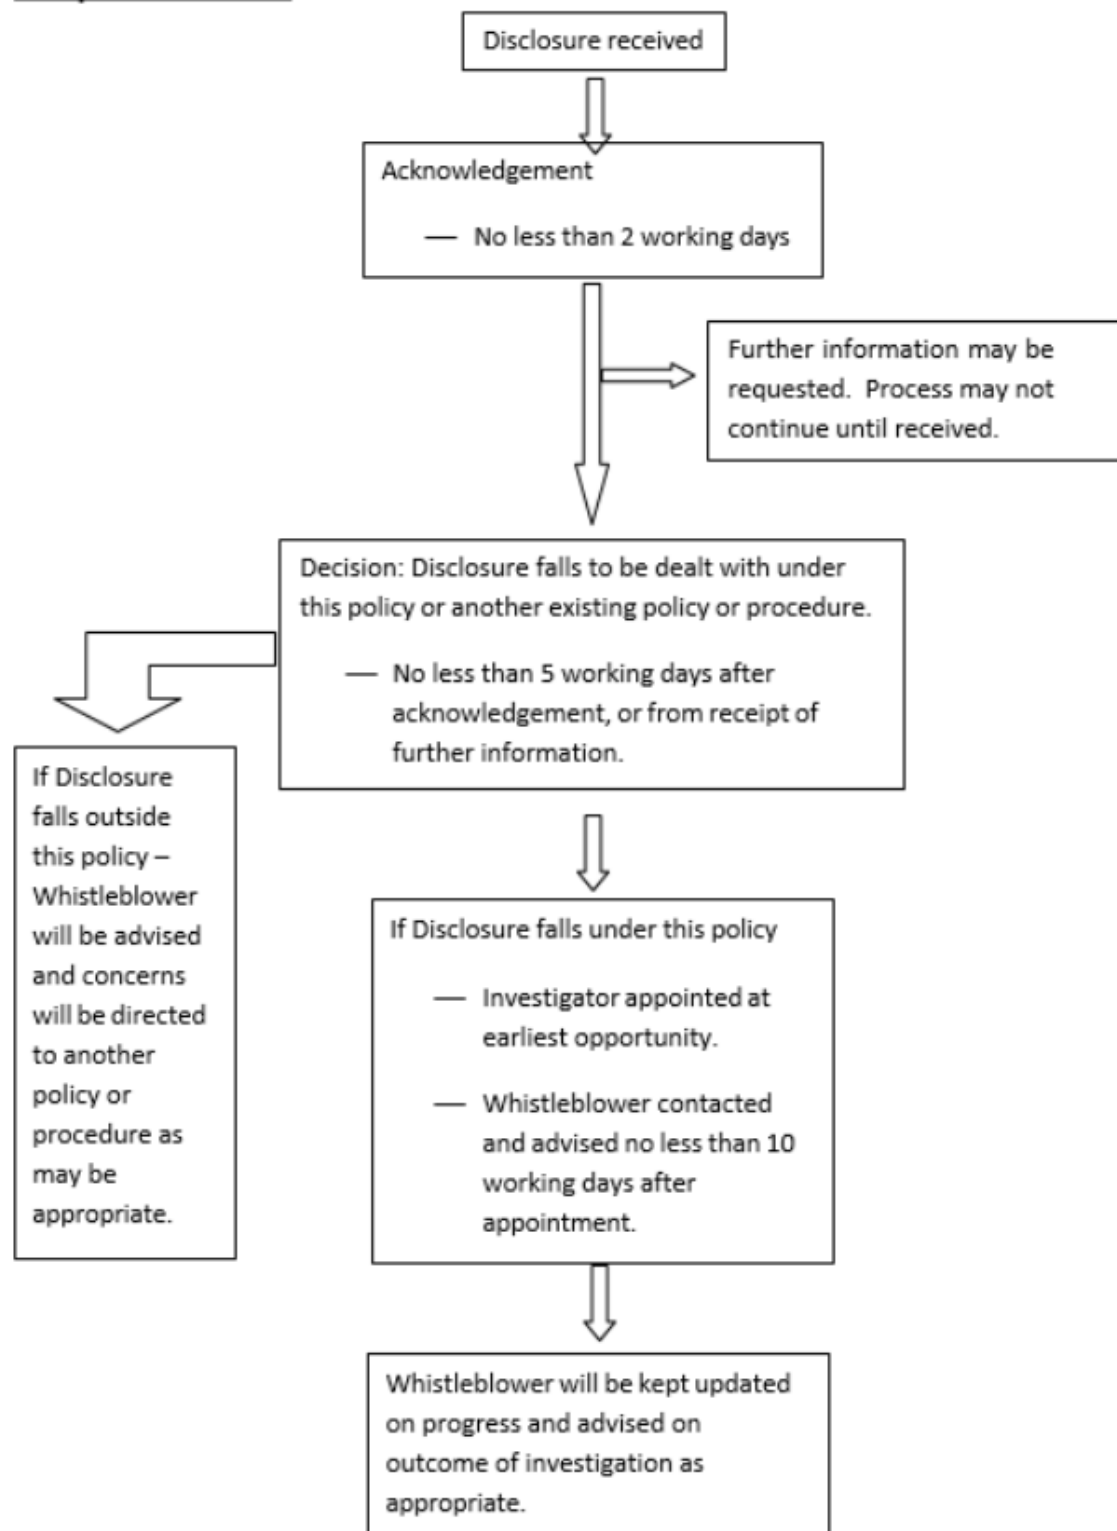 Disclosure received
Acknowledgement
— No less than 2 working days
Further information may be
requested. Process may not
continue until received.
Decision: Disclosure falls to be dealt with under
this policy or another existing policy or procedure.
— No less than 5 working days after
acknowledgement, or from receipt of
further information.
If Disclosure
falls outside
this policy –
Whistleblower
will be advised
and concerns
will be directed
to another
policy or
procedure as
may be
appropriate.
If Disclosure falls under this policy
— Investigator appointed at
earliest opportunity.
— Whistleblower contacted
and advised no less than 10
working days after
appointment.
Whistleblower will be kept updated
on progress and advised on
outcome of investigation as
appropriate.